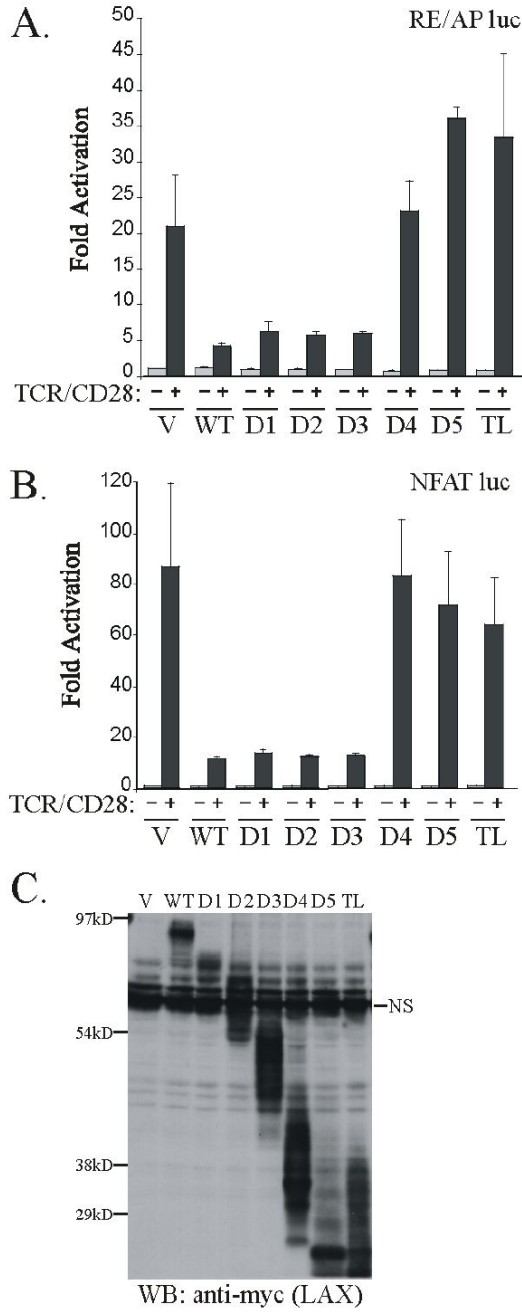 A.
RE/AP luc
Fold Activation
50
45
40
35
30
25
20
15
10
5
0
TCR/CD28: − + − + − + − + − + − + − + − +
V WT D1 D2 D3 D4 D5 TL
B.
NFAT luc
Fold Activation
120
100
80
60
40
20
0
TCR/CD28: − + − + − + − + − + − + − + − +
V WT D1 D2 D3 D4 D5 TL
C.
V WT D1 D2 D3 D4 D5 TL
97kD
NS
54kD
38kD
29kD
WB: anti-myc (LAX)